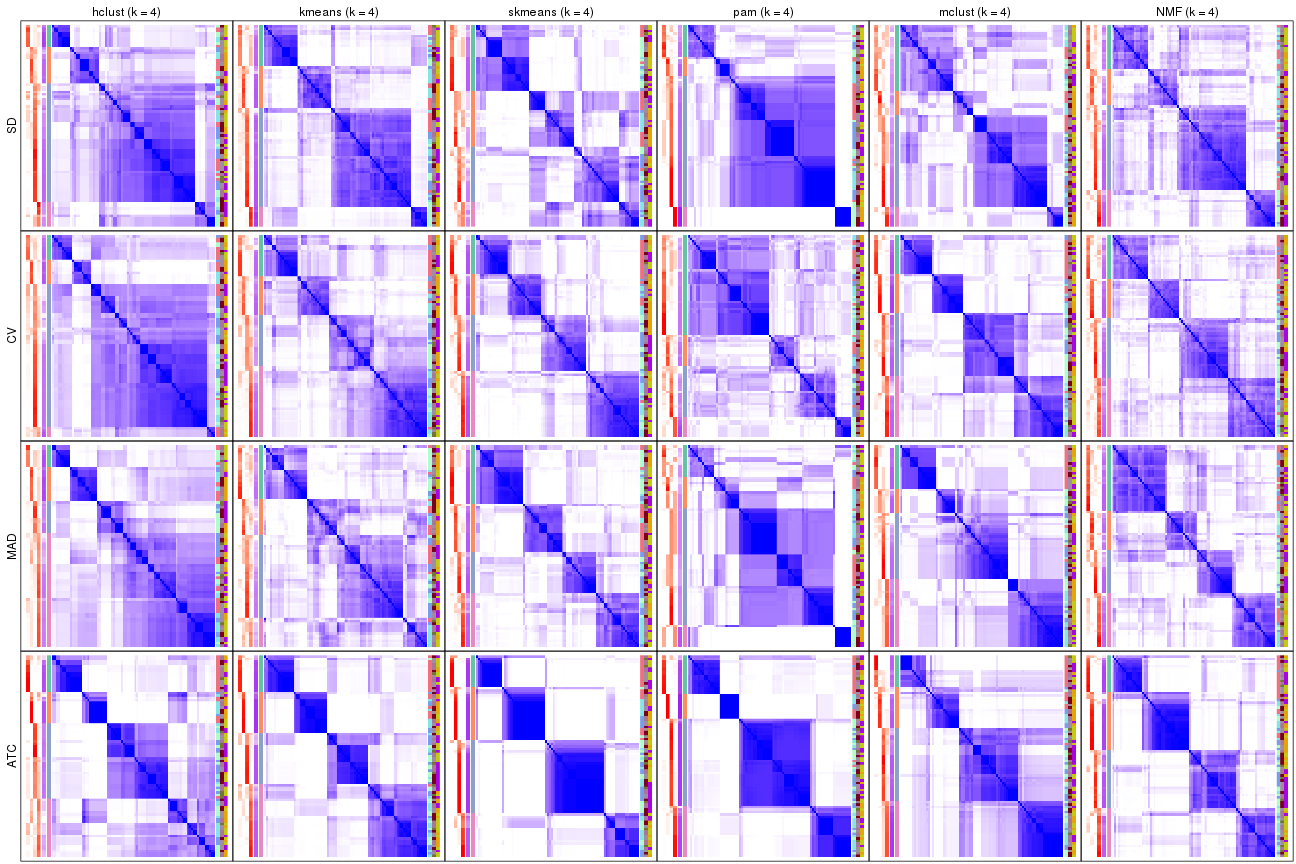 hclust (k = 4)
kmeans (k = 4)
skmeans (k = 4)
pam (k = 4)
mclust (k = 4)
NMF (k = 4)
SD
CV
MAD
ATC